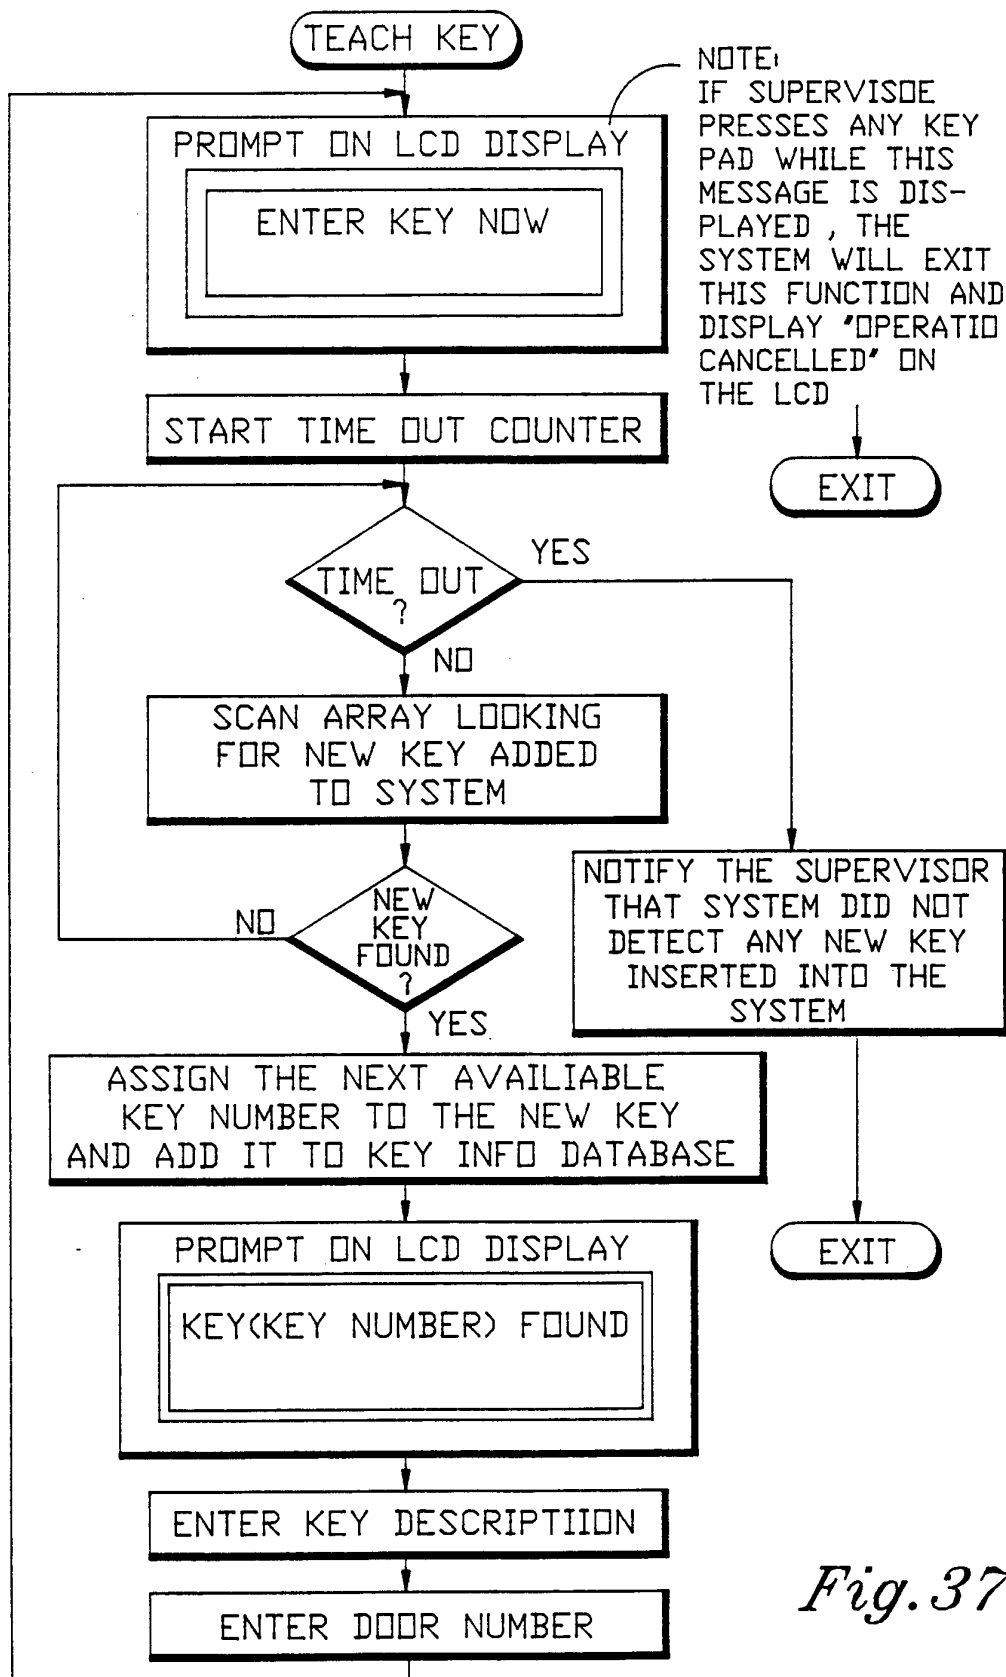 TEACH KEY
NOTE:
IF SUPERVISOE
PRESSES ANY KEY
PAD WHILE THIS
MESSAGE IS DIS-
PLAYED , THE
SYSTEM WILL EXIT
THIS FUNCTION AND
DISPLAY "OPERATIO
CANCELLED" ON
THE LCD
EXIT
PROMPT ON LCD DISPLAY
ENTER KEY NOW
START TIME OUT COUNTER
TIME OUT
?
YES
NO
SCAN ARRAY LOOKING
FOR NEW KEY ADDED
TO SYSTEM
NEW
KEY
FOUND
?
NO
YES
NOTIFY THE SUPERVISOR
THAT SYSTEM DID NOT
DETECT ANY NEW KEY
INSERTED INTO THE
SYSTEM
EXIT
ASSIGN THE NEXT AVAILIABLE
KEY NUMBER TO THE NEW KEY
AND ADD IT TO KEY INFO DATABASE
PROMPT ON LCD DISPLAY
KEY(KEY NUMBER) FOUND
ENTER KEY DESCRIPTIION
ENTER DOOR NUMBER
Fig. 37